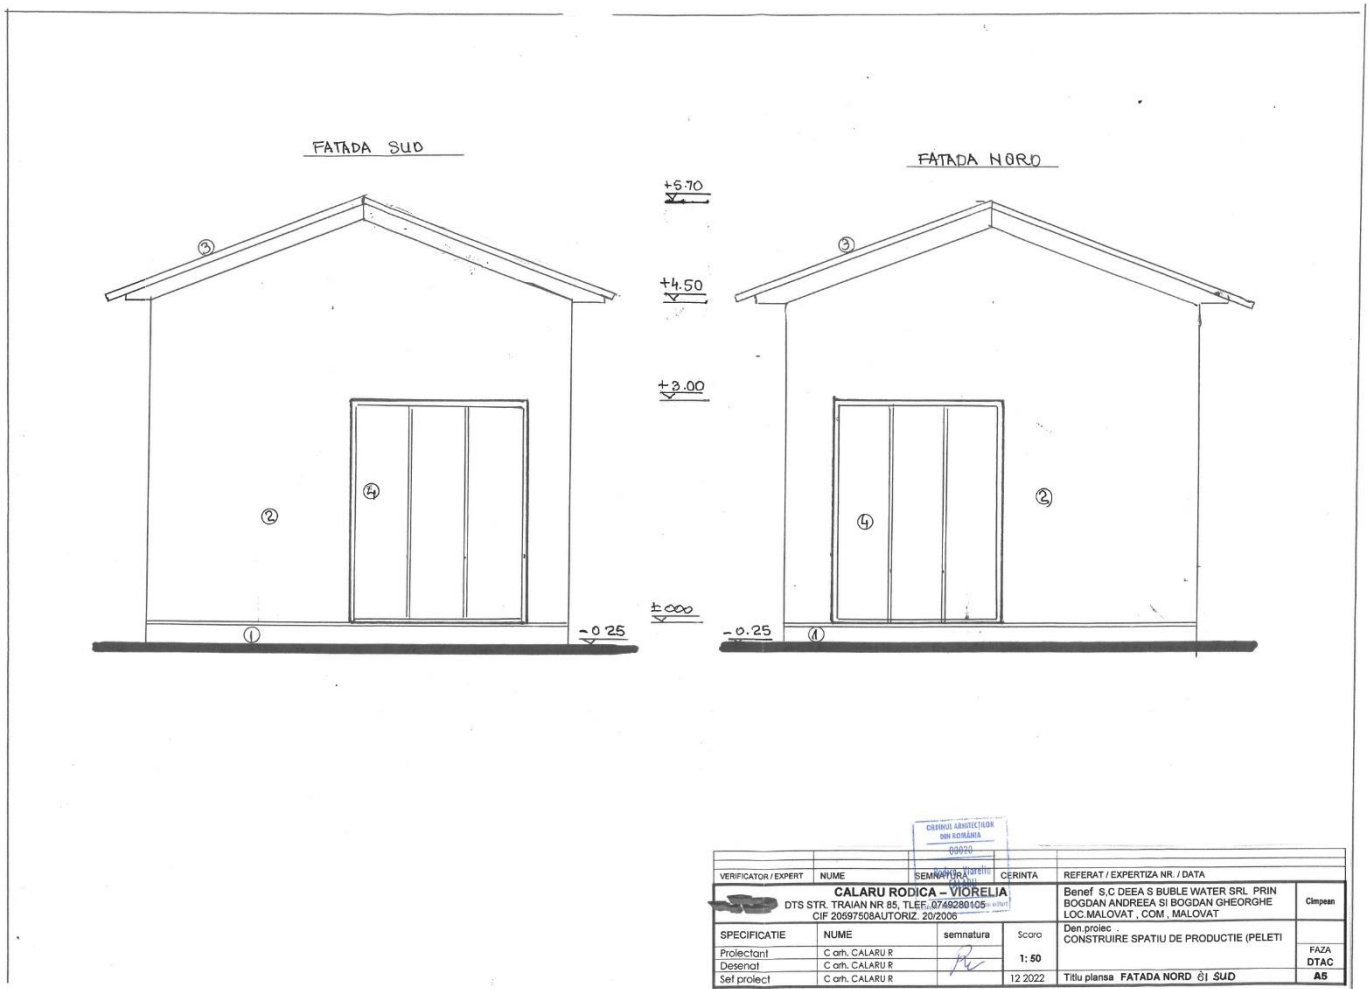 FATADA SUD
FATADA NORD
+5.70
+4.50
+3.00
±000
-0.25
-0.25
3
3
4
2
4
2
1
1
ORDINUL ARHITECȚILOR
DIN ROMÂNIA
00020
VERIFICATOR / EXPERT NUME SEMNATURA CERINTA REFERAT / EXPERTIZA NR. / DATA
CALARU RODICA – VIORELIA
DTS STR. TRAIAN NR 85, TLEF. 0749280105
CIF 20597508AUTORIZ. 20/2006
Benef S,C DEEA S BUBLE WATER SRL PRIN
BOGDAN ANDREEA SI BOGDAN GHEORGHE
LOC.MALOVAT , COM , MALOVAT
Cimpean
SPECIFICATIE NUME semnatura Scara
Den.proiec .
CONSTRUIRE SPATIU DE PRODUCTIE (PELETI
Proiectant C arh. CALARU R
Desenat C arh. CALARU R
Sef proiect C arh. CALARU R
1: 50
12 2022
Titlu plansa FATADA NORD SI SUD
FAZA
DTAC
A5